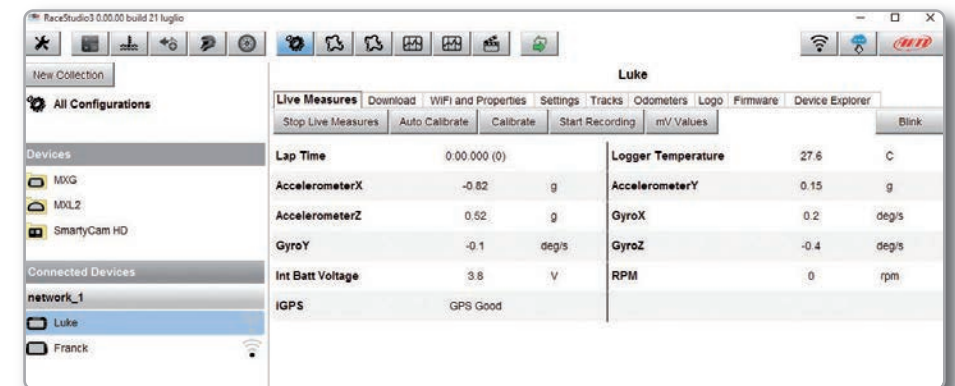 RaceStudio3 0.00.00 build 21 luglio
AiM
New Collection
Luke
All Configurations
Live Measures Download WiFi and Properties Settings Tracks Odometers Logo Firmware Device Explorer
Stop Live Measures Auto Calibrate Calibrate Start Recording mV Values Blink
Devices
Lap Time 0:00.000 (0) Logger Temperature 27.6 C
MXG
AccelerometerX -0.82 g AccelerometerY 0.15 g
MXL2
AccelerometerZ 0.52 g GyroX 0.2 deg/s
SmartyCam HD
GyroY -0.1 deg/s GyroZ -0.4 deg/s
Connected Devices
Int Batt Voltage 3.8 V RPM 0 rpm
network_1
iGPS GPS Good
Luke
Franck